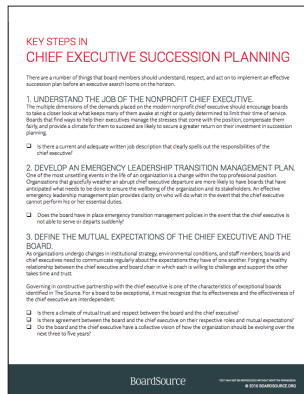 KEY STEPS IN
CHIEF EXECUTIVE SUCCESSION PLANNING
There are a number of things that board members should understand, respect, and act on to implement an effective
succession plan before an executive search looms on the horizon.
1. UNDERSTAND THE JOB OF THE NONPROFIT CHIEF EXECUTIVE.
The multiple dimensions of the demands placed on the modern nonprofit chief executive should encourage boards
to take a closer look at what keeps many of them awake at night or quietly determined to limit their time of service.
Boards that find ways to help their executives manage the stresses that come with the position, compensate them
fairly, and provide a climate for them to succeed are likely to secure a greater return on their investment in succession
planning.
❑ Is there a current and adequate written job description that clearly spells out the responsibilities of the
chief executive?
2. DEVELOP AN EMERGENCY LEADERSHIP TRANSITION MANAGEMENT PLAN.
One of the most unsettling events in the life of an organization is a change within the top professional position.
Organizations that gracefully weather an abrupt chief executive departure are more likely to have boards that have
anticipated what needs to be done to ensure the wellbeing of the organization and its stakeholders. An effective
emergency leadership management plan provides clarity on who will do what in the event that the chief executive
cannot perform his or her essential duties.
❑ Does the board have in place emergency transition management policies in the event that the chief executive is
not able to serve or departs suddenly?
3. DEFINE THE MUTUAL EXPECTATIONS OF THE CHIEF EXECUTIVE AND THE
BOARD.
As organizations undergo changes in institutional strategy, environmental conditions, and staff members, boards and
chief executives need to communicate regularly about the expectations they have of one another. Forging a healthy
relationship between the chief executive and board chair in which each is willing to challenge and support the other
takes time and trust.
Governing in constructive partnership with the chief executive is one of the characteristics of exceptional boards
identified in The Source. For a board to be exceptional, it must recognize that its effectiveness and the effectiveness of
the chief executive are interdependent.
❑ Is there a climate of mutual trust and respect between the board and the chief executive?
❑ Is there agreement between the board and the chief executive on their respective roles and mutual expectations?
❑ Do the board and the chief executive have a collective vision of how the organization should be evolving over the
next three to five years?
BoardSource
TEXT MAY NOT BE REPRODUCED WITHOUT WRITTEN PERMISSION.
© 2016 BOARDSOURCE.ORG